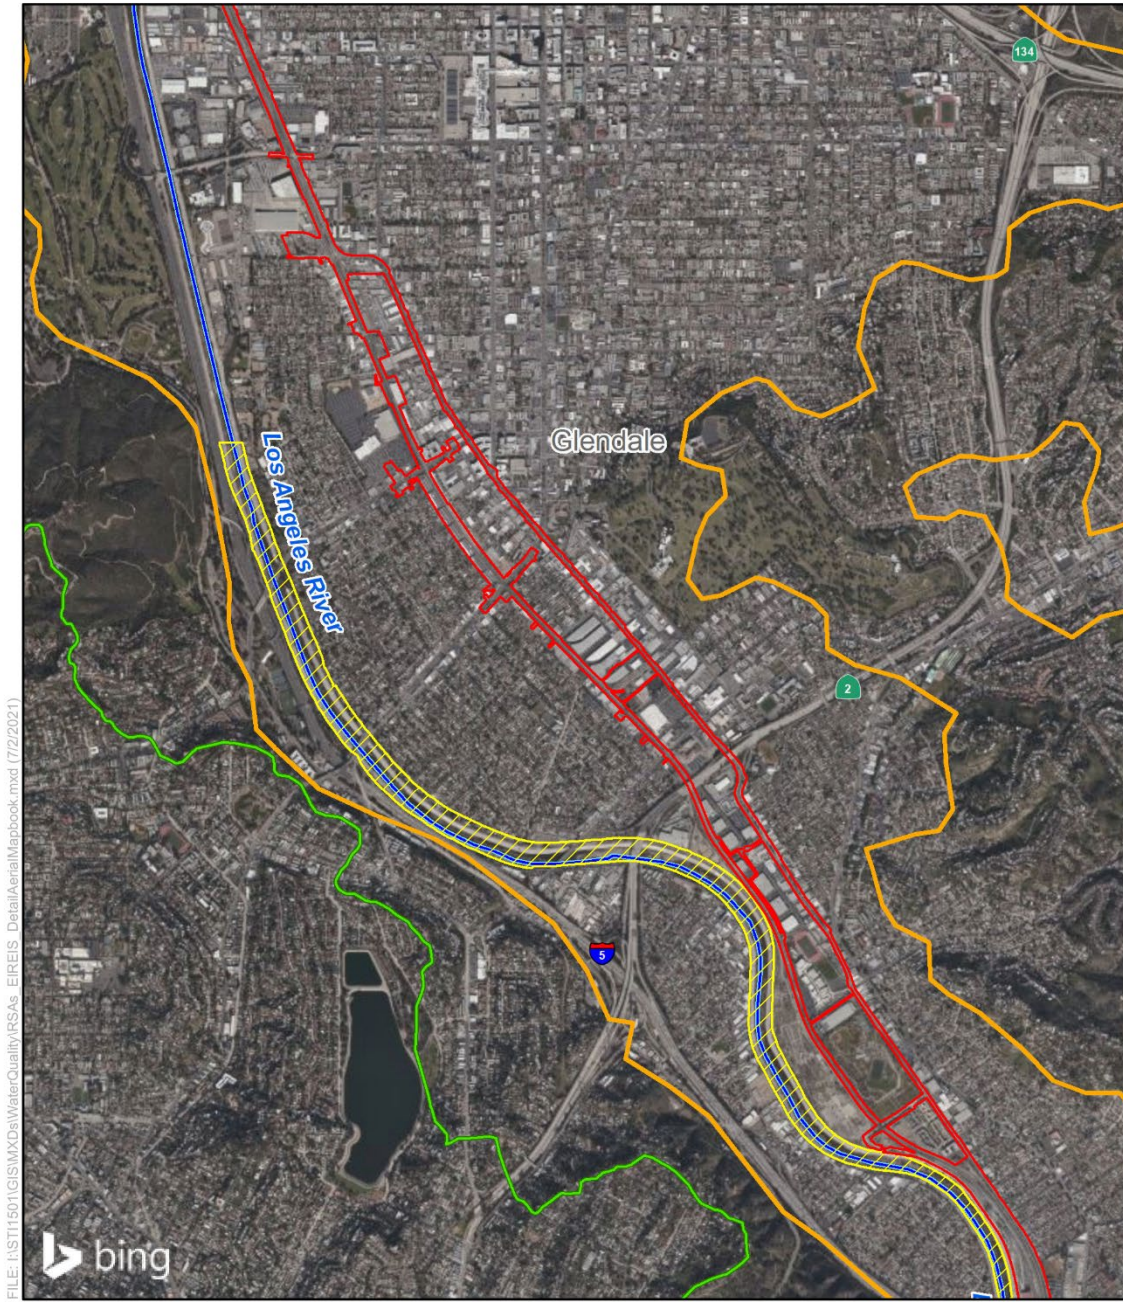 134
Glendale
Los Angeles River
2
5
bing
FILE: I:\STI1501\GIS\MXDs\WaterQuality\RSAs_EIREIS_DetailAerialMapbook.mxd (7/2/2021)